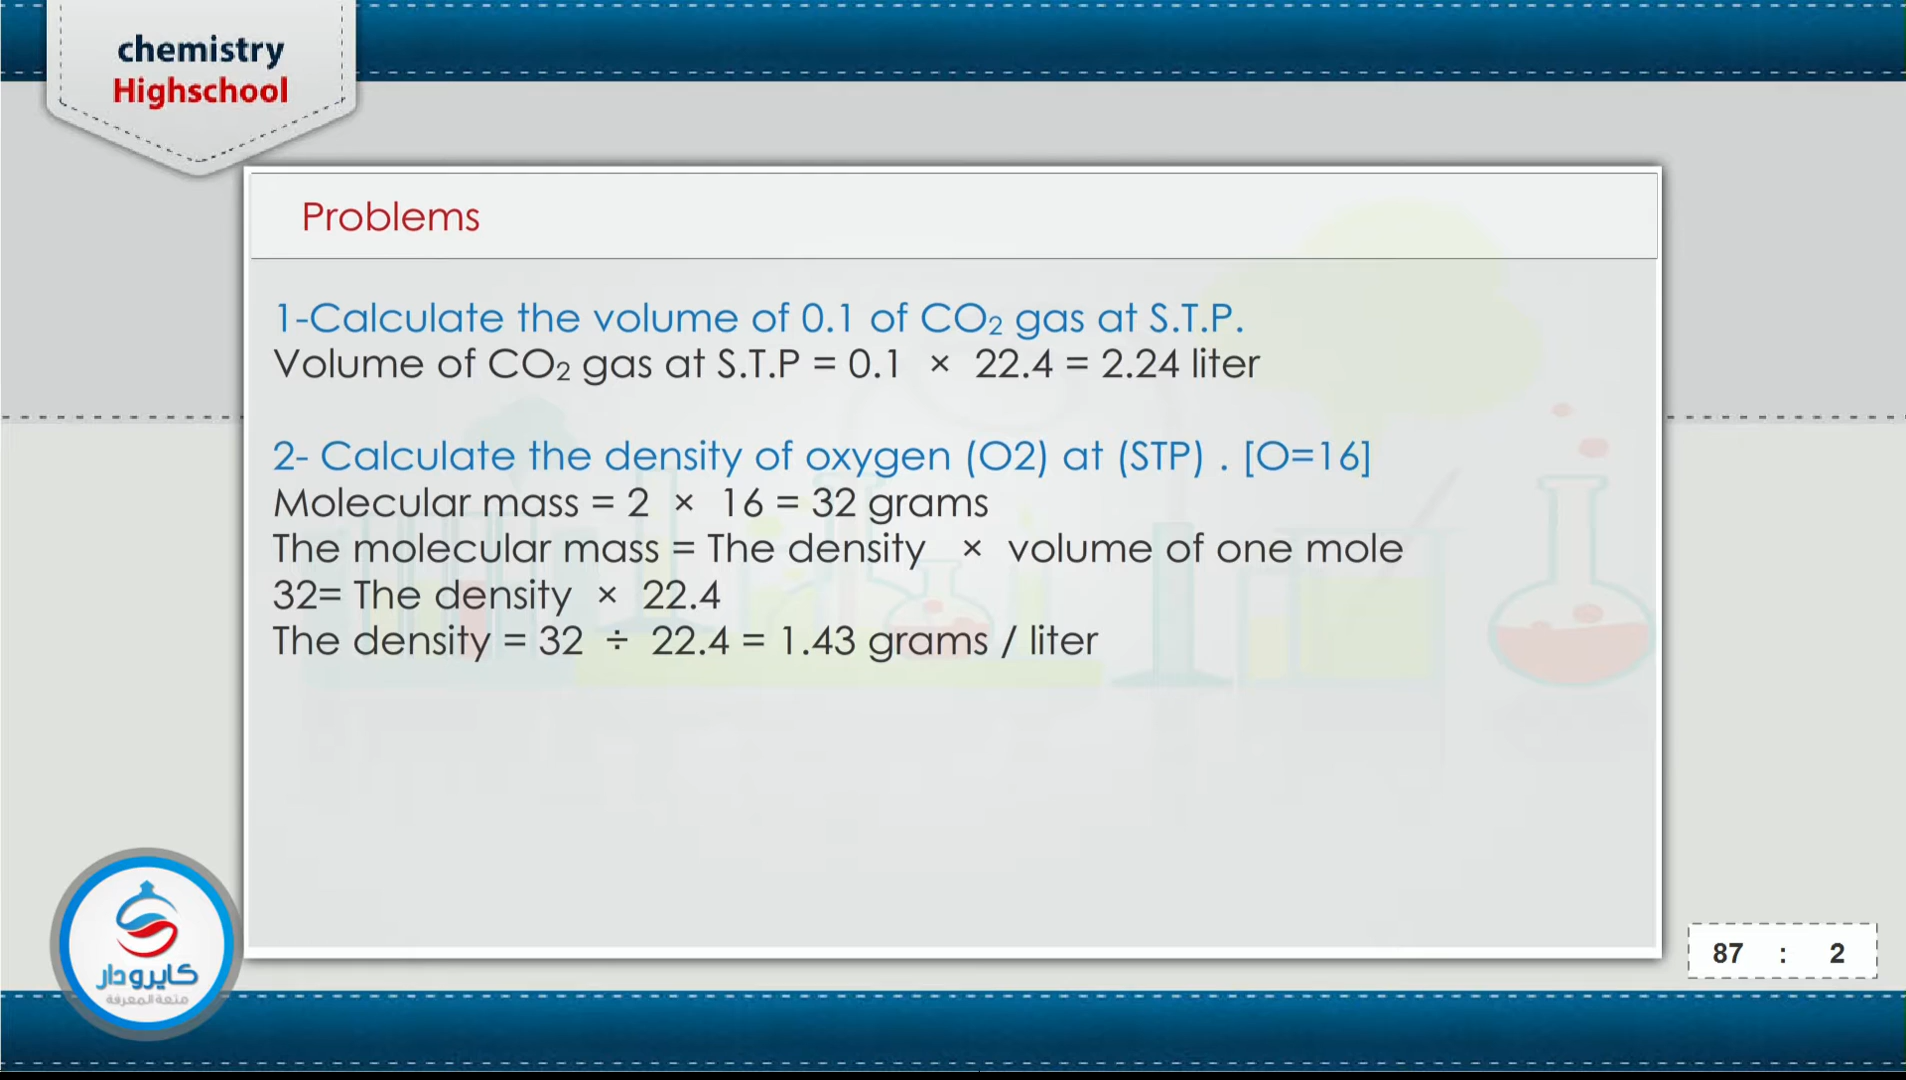 chemistry
Highschool
Problems
1-Calculate the volume of 0.1 of CO₂ gas at S.T.P.
Volume of CO₂ gas at S.T.P = 0.1 × 22.4 = 2.24 liter
2- Calculate the density of oxygen (O2) at (STP) . [O=16]
Molecular mass = 2 × 16 = 32 grams
The molecular mass = The density × volume of one mole
32= The density × 22.4
The density = 32 ÷ 22.4 = 1.43 grams / liter
كايرودار
متعة المعرفة
87 : 2